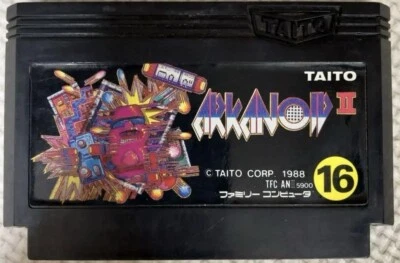 TAITO
TAITO
ARKANOID II
© TAITO CORP. 1988
TFC ANⅡ 5900
16
ファミリー コンピュータ